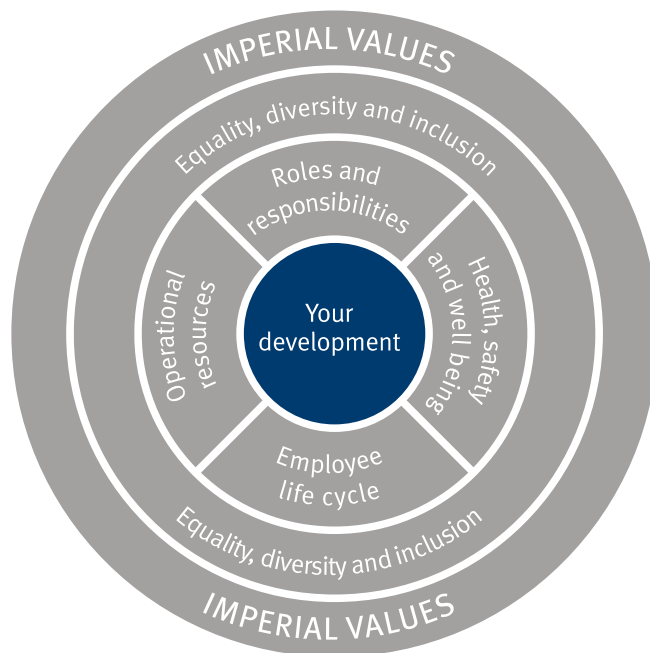 IMPERIAL VALUES
Equality, diversity and inclusion
Roles and
responsibilities
Operational
resources
Your
development
Health, safety
and well being
Employee
life cycle
Equality, diversity and inclusion
IMPERIAL VALUES